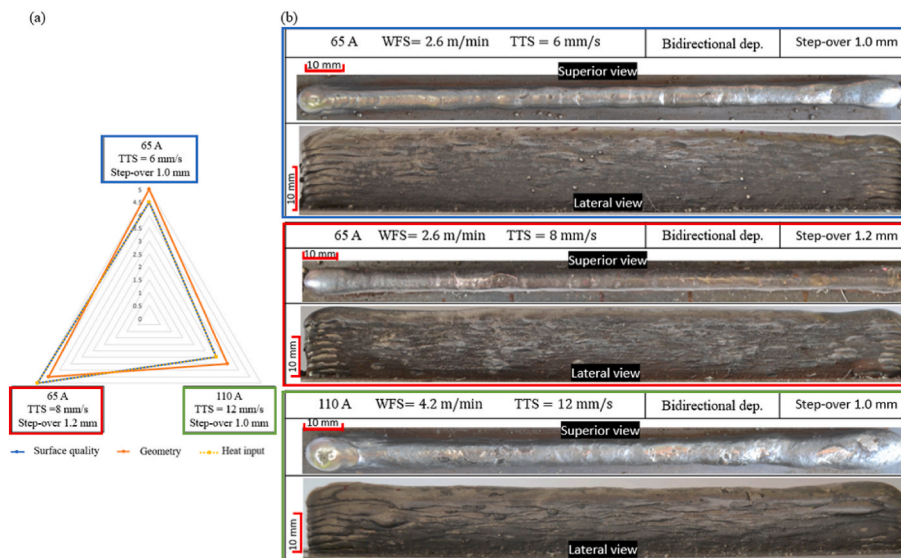 (a)
65 A
TTS = 6 mm/s
Step-over 1.0 mm
5
4.5
4
3.5
3
2.5
2
1.5
1
0.5
0
65 A
TTS =8 mm/s
Step-over 1.2 mm
110 A
TTS = 12 mm/s
Step-over 1.0 mm
Surface quality Geometry Heat input
(b)
65 A WFS= 2.6 m/min TTS = 6 mm/s Bidirectional dep. Step-over 1.0 mm
10 mm
Superior view
10 mm
Lateral view
65 A WFS= 2.6 m/min TTS = 8 mm/s Bidirectional dep. Step-over 1.2 mm
10 mm
Superior view
10 mm
Lateral view
110 A WFS= 4.2 m/min TTS = 12 mm/s Bidirectional dep. Step-over 1.0 mm
10 mm
Superior view
10 mm
Lateral view